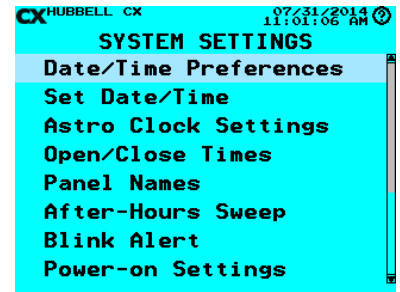 CX HUBBELL CX 07/31/2014
11:01:06 AM ?
SYSTEM SETTINGS
Date/Time Preferences
Set Date/Time
Astro Clock Settings
Open/Close Times
Panel Names
After-Hours Sweep
Blink Alert
Power-on Settings